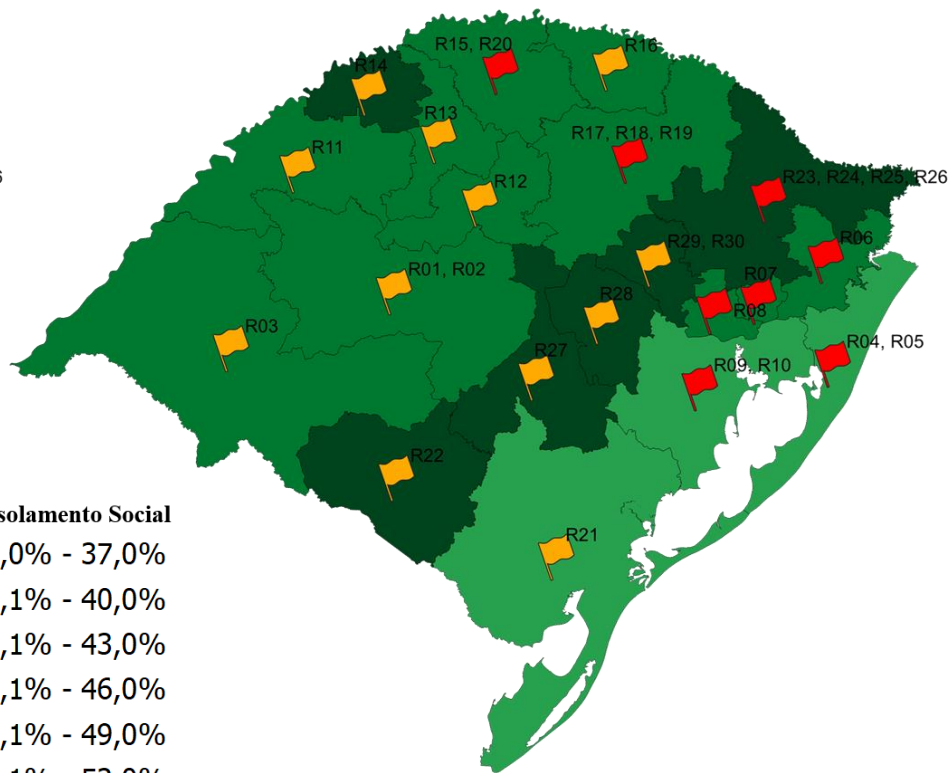 R15, R20
R16
R14
R13
R17, R18, R19
R11
R12
R23, R24, R25, R26
R06
R29, R30
R01, R02
R07
R28
R08
R03
R04, R05
R27
R09, R10
R22
solamento Social
,0% - 37,0%
,1% - 40,0%
R21
,1% - 43,0%
,1% - 46,0%
,1% - 49,0%